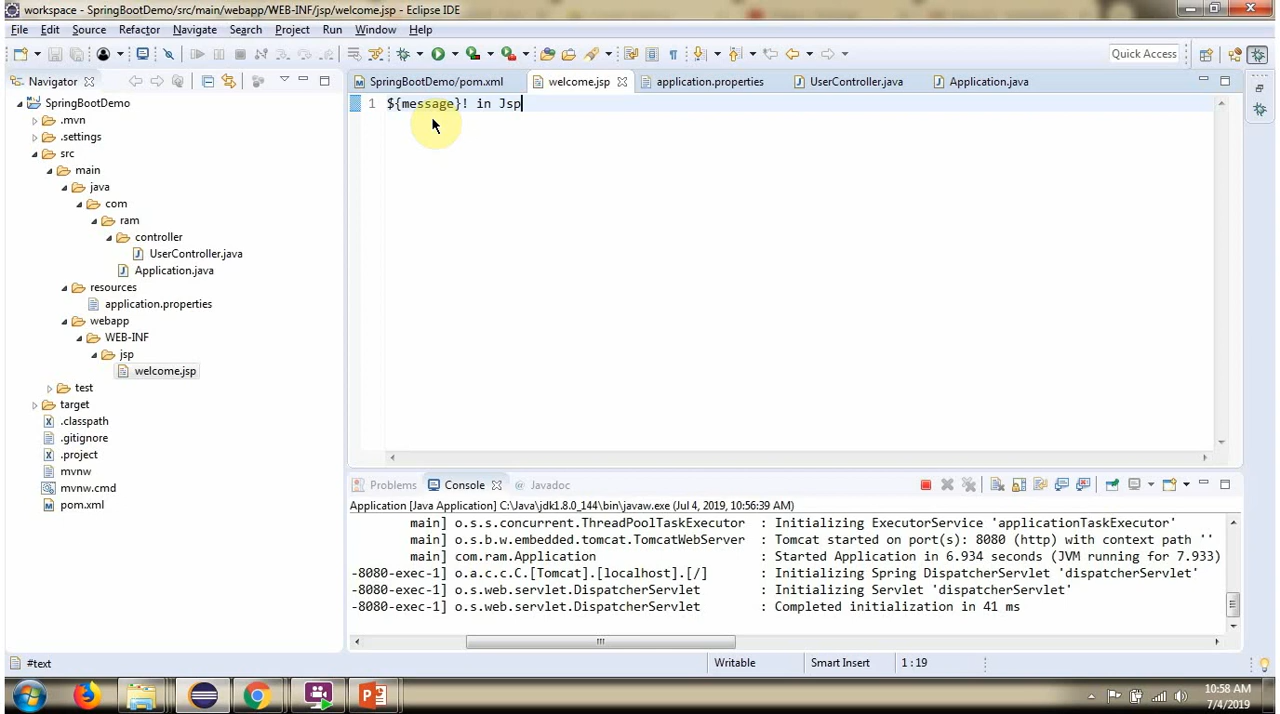 workspace - SpringBootDemo/src/main/webapp/WEB-INF/jsp/welcome.jsp - Eclipse IDE
File Edit Source Refactor Navigate Search Project Run Window Help
Quick Access
Navigator
SpringBootDemo
.mvn
.settings
src
main
java
com
ram
controller
UserController.java
Application.java
resources
application.properties
webapp
WEB-INF
jsp
welcome.jsp
test
target
.classpath
.gitignore
.project
mvnw
mvnw.cmd
pom.xml
SpringBootDemo/pom.xml welcome.jsp application.properties UserController.java Application.java
1 ${message}! in Jsp
Problems Console Javadoc
Application [Java Application] C:\Java\jdk1.8.0_144\bin\javaw.exe (Jul 4, 2019, 10:56:39 AM)
main] o.s.s.concurrent.ThreadPoolTaskExecutor : Initializing ExecutorService 'applicationTaskExecutor'
main] o.s.b.w.embedded.tomcat.TomcatWebServer : Tomcat started on port(s): 8080 (http) with context path ''
main] com.ram.Application : Started Application in 6.934 seconds (JVM running for 7.933)
-8080-exec-1] o.a.c.c.C.[Tomcat].[localhost].[/] : Initializing Spring DispatcherServlet 'dispatcherServlet'
-8080-exec-1] o.s.web.servlet.DispatcherServlet : Initializing Servlet 'dispatcherServlet'
-8080-exec-1] o.s.web.servlet.DispatcherServlet : Completed initialization in 41 ms
#text Writable Smart Insert 1 : 19
10:58 AM
7/4/2019